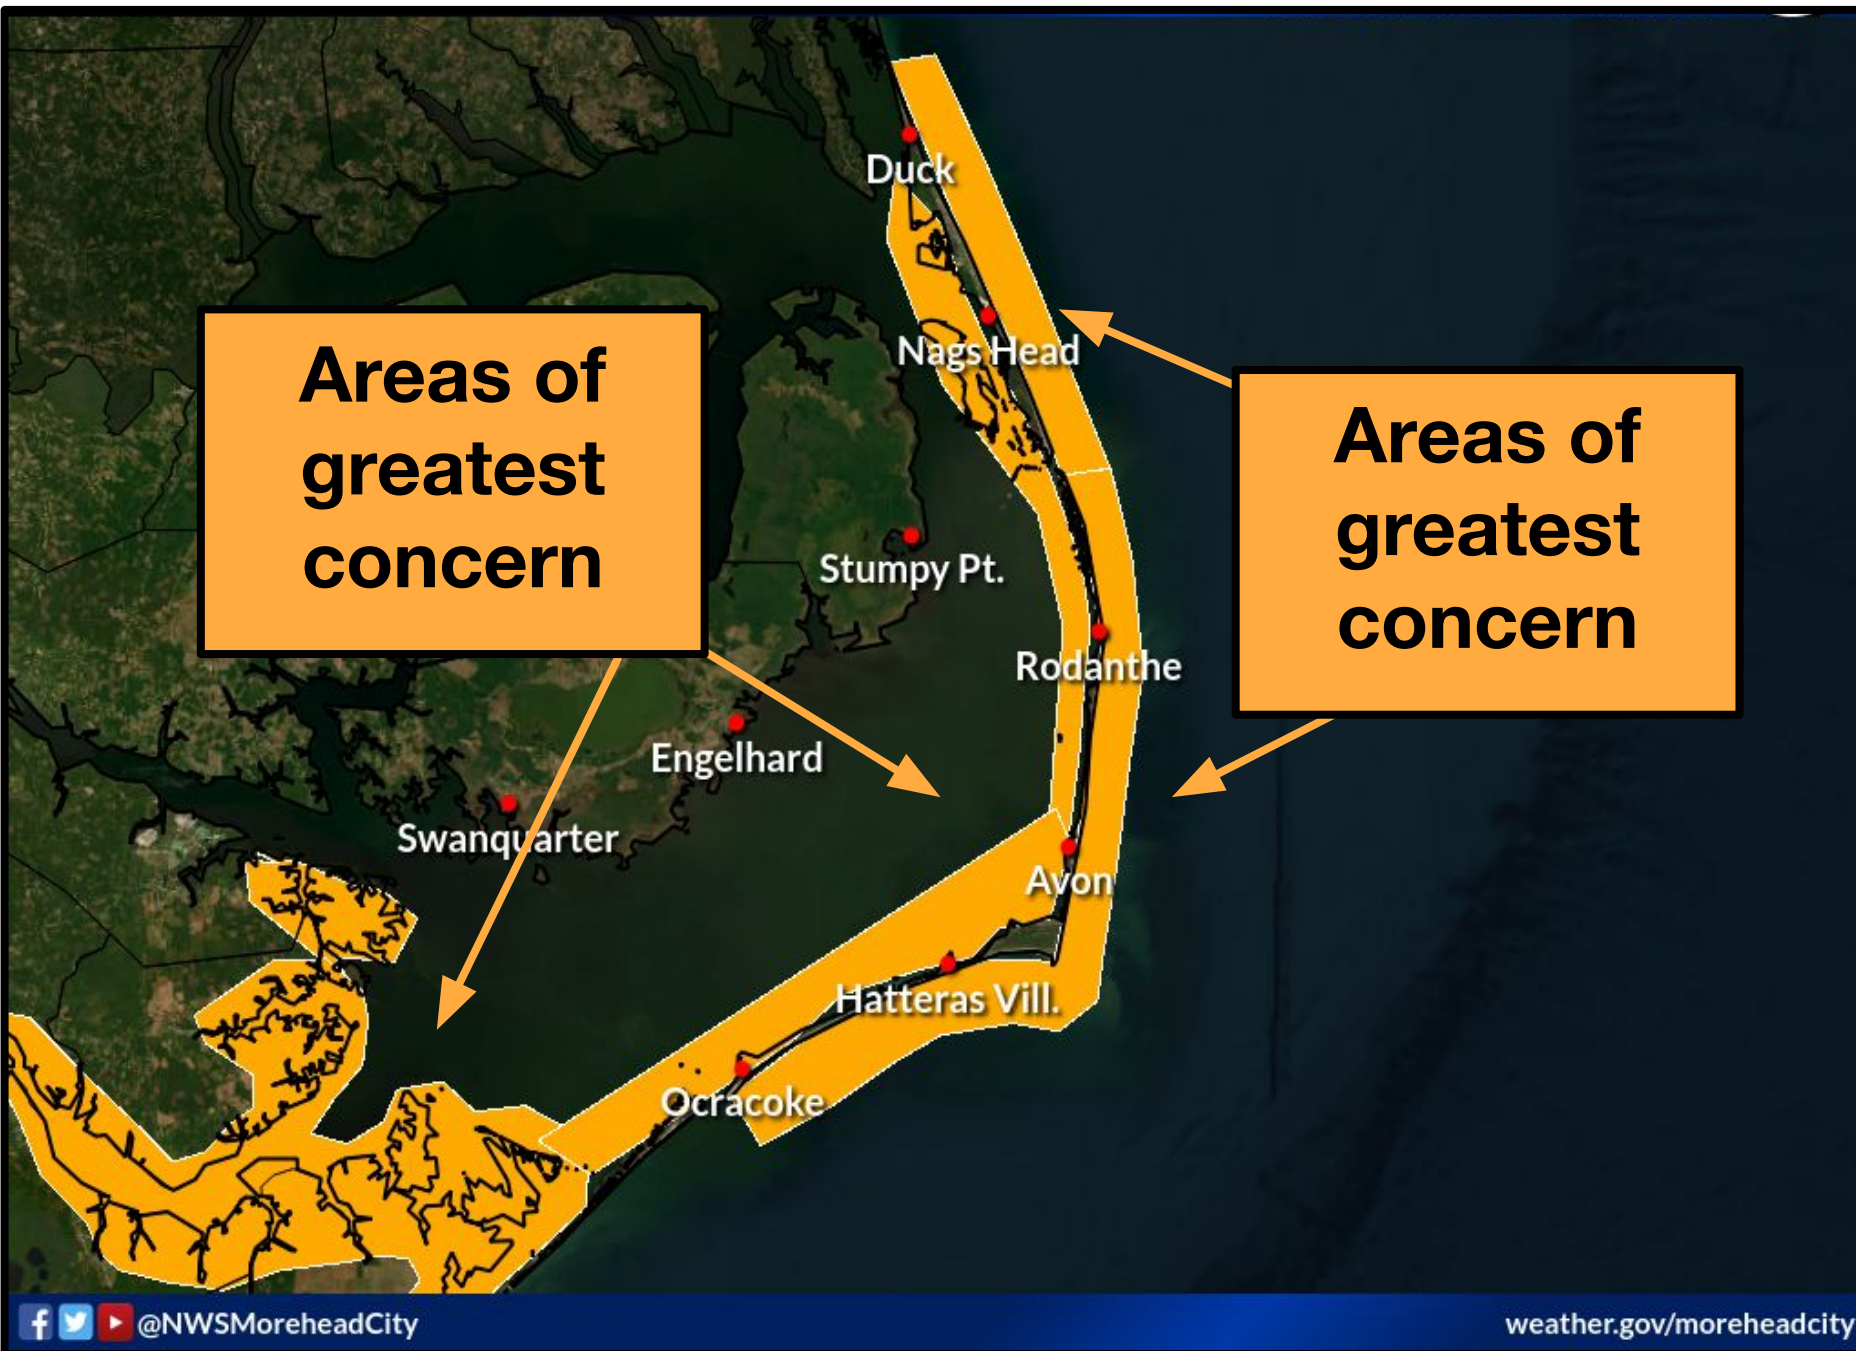 Duck
Nags Head
Areas of
greatest
concern
Areas of
greatest
concern
Stumpy Pt.
Rodanthe
Engelhard
Swanquarter
Avon
Hatteras Vill.
Ocracoke
@NWSMoreheadCity
weather.gov/moreheadcity